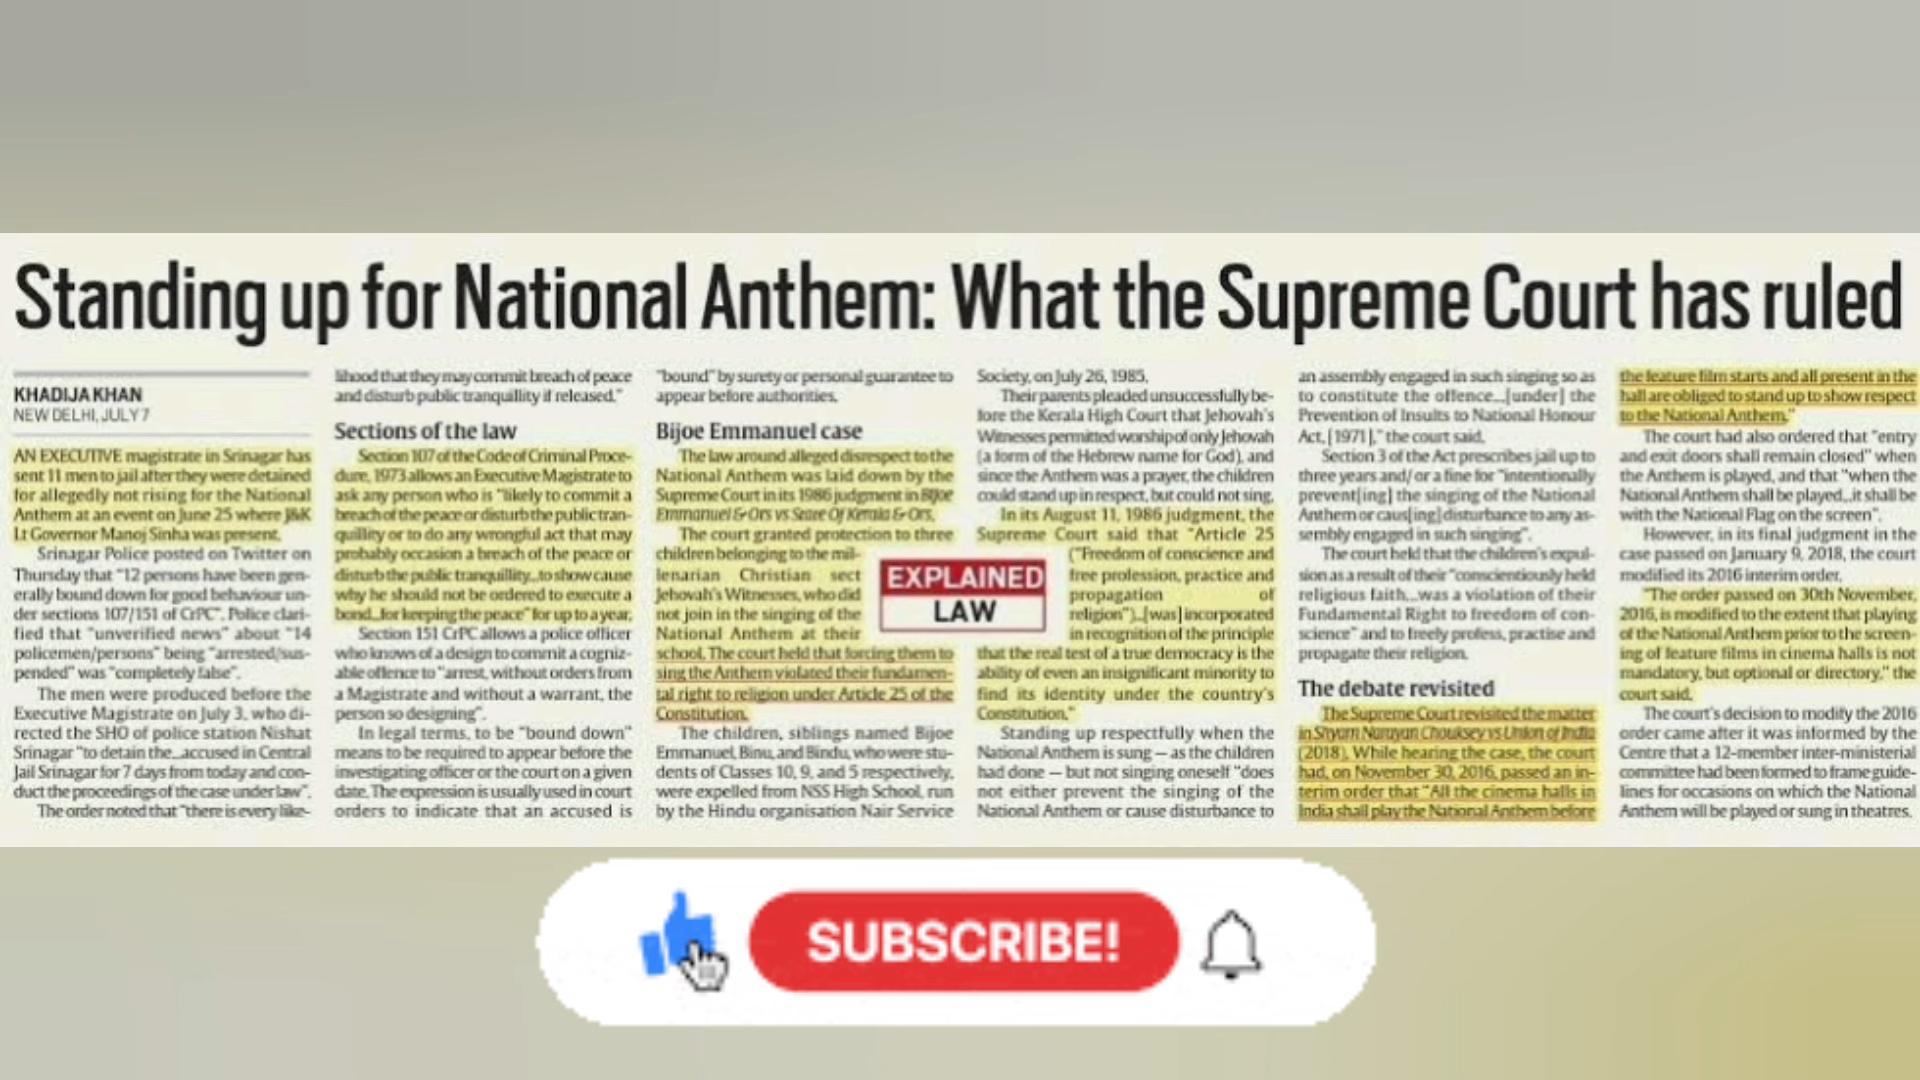 Standing up for National Anthem: What the Supreme Court has ruled
KHADIJA KHAN
NEW DELHI, JULY 7
AN EXECUTIVE magistrate in Srinagar has
sent 11 men to jail after they were detained
for allegedly not rising for the National
Anthem at an event on June 25 where J&K
Lt Governor Manoj Sinha was present.
Srinagar Police posted on Twitter on
Thursday that "12 persons have been gen-
erally bound down for good behaviour un-
der sections 107/151 of CrPC". Police clari-
fied that "unverified news" about "14
policemen/persons" being "arrested/sus-
pended" was "completely false".
The men were produced before the
Executive Magistrate on July 3, who di-
rected the SHO of police station Nishat
Srinagar "to detain the...accused in Central
Jail Srinagar for 7 days from today and con-
duct the proceedings of the case under law".
The order noted that "there is every like-
lihood that they may commit breach of peace
and disturb public tranquillity if released."
Sections of the law
Section 107 of the Code of Criminal Proce-
dure, 1973 allows an Executive Magistrate to
ask any person who is "likely to commit a
breach of the peace or disturb the public tran-
quillity or to do any wrongful act that may
probably occasion a breach of the peace or
disturb the public tranquillity...to show cause
why he should not be ordered to execute a
bond...for keeping the peace" for up to a year.
Section 151 CrPC allows a police officer
who knows of a design to commit a cogniz-
able offence to "arrest, without orders from
a Magistrate and without a warrant, the
person so designing".
In legal terms, to be "bound down"
means to be required to appear before the
investigating officer or the court on a given
date. The expression is usually used in court
orders to indicate that an accused is
"bound" by surety or personal guarantee to
appear before authorities.
Bijoe Emmanuel case
The law around alleged disrespect to the
National Anthem was laid down by the
Supreme Court in its 1986 judgment in Bijoe
Emmanuel & Ors vs State Of Kerala & Ors.
The court granted protection to three
children belonging to the mil-
lenarian Christian sect
Jehovah's Witnesses, who did
not join in the singing of the
National Anthem at their
school. The court held that forcing them to
sing the Anthem violated their fundamen-
tal right to religion under Article 25 of the
Constitution.
The children, siblings named Bijoe
Emmanuel, Binu, and Bindu, who were stu-
dents of Classes 10, 9, and 5 respectively,
were expelled from NSS High School, run
by the Hindu organisation Nair Service
EXPLAINED
LAW
Society, on July 26, 1985.
Their parents pleaded unsuccessfully be-
fore the Kerala High Court that Jehovah's
Witnesses permitted worship of only Jehovah
(a form of the Hebrew name for God), and
since the Anthem was a prayer, the children
could stand up in respect, but could not sing.
In its August 11, 1986 judgment, the
Supreme Court said that "Article 25
("Freedom of conscience and
free profession, practice and
propagation of
religion")...[was] incorporated
in recognition of the principle
that the real test of a true democracy is the
ability of even an insignificant minority to
find its identity under the country's
Constitution."
Standing up respectfully when the
National Anthem is sung — as the children
had done — but not singing oneself "does
not either prevent the singing of the
National Anthem or cause disturbance to
an assembly engaged in such singing so as
to constitute the offence...[under] the
Prevention of Insults to National Honour
Act, [1971]," the court said.
Section 3 of the Act prescribes jail up to
three years and/or a fine for "intentionally
prevent[ing] the singing of the National
Anthem or caus[ing] disturbance to any as-
sembly engaged in such singing".
The court held that the children's expul-
sion as a result of their "conscientiously held
religious faith...was a violation of their
Fundamental Right to freedom of con-
science" and to freely profess, practise and
propagate their religion.
The debate revisited
The Supreme Court revisited the matter
in Shyam Narayan Chouksey vs Union of India
(2018). While hearing the case, the court
had, on November 30, 2016, passed an in-
terim order that "All the cinema halls in
India shall play the National Anthem before
the feature film starts and all present in the
hall are obliged to stand up to show respect
to the National Anthem."
The court had also ordered that "entry
and exit doors shall remain closed" when
the Anthem is played, and that "when the
National Anthem shall be played...it shall be
with the National Flag on the screen".
However, in its final judgment in the
case passed on January 9, 2018, the court
modified its 2016 interim order.
"The order passed on 30th November,
2016, is modified to the extent that playing
of the National Anthem prior to the screen-
ing of feature films in cinema halls is not
mandatory, but optional or directory," the
court said.
The court's decision to modify the 2016
order came after it was informed by the
Centre that a 12-member inter-ministerial
committee had been formed to frame guide-
lines for occasions on which the National
Anthem will be played or sung in theatres.
SUBSCRIBE!